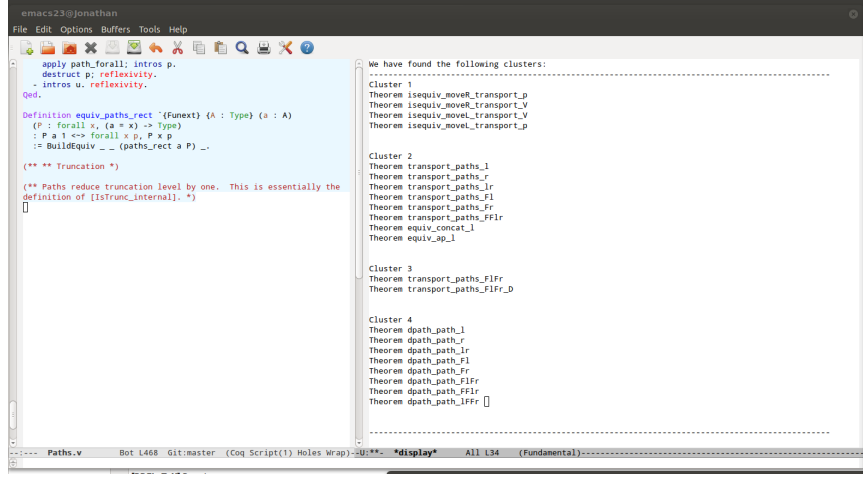 emacs23@Jonathan
File Edit Options Buffers Tools Help
apply path_forall; intros p.
destruct p; reflexivity.
- intros u. reflexivity.
Qed.
Definition equiv_paths_rect `{Funext} {A : Type} (a : A)
(P : forall x, (a = x) -> Type)
: P a 1 <~> forall x p, P x p
:= BuildEquiv _ _ (paths_rect a P) _.
(** ** Truncation *)
(** Paths reduce truncation level by one. This is essentially the
definition of [IsTrunc_internal]. *)
We have found the following clusters:
Cluster 1
Theorem isequiv_moveR_transport_p
Theorem isequiv_moveR_transport_V
Theorem isequiv_moveL_transport_V
Theorem isequiv_moveL_transport_p
Cluster 2
Theorem transport_paths_l
Theorem transport_paths_r
Theorem transport_paths_lr
Theorem transport_paths_Fl
Theorem transport_paths_Fr
Theorem transport_paths_FFlr
Theorem equiv_concat_l
Theorem equiv_ap_l
Cluster 3
Theorem transport_paths_FlFr
Theorem transport_paths_FlFr_D
Cluster 4
Theorem dpath_path_l
Theorem dpath_path_r
Theorem dpath_path_lr
Theorem dpath_path_Fl
Theorem dpath_path_Fr
Theorem dpath_path_FlFr
Theorem dpath_path_FFlr
Theorem dpath_path_lFFr
--:--- Paths.v Bot L468 Git:master (Coq Script(1) Holes Wrap)--
U:**- *display* All L34 (Fundamental)--